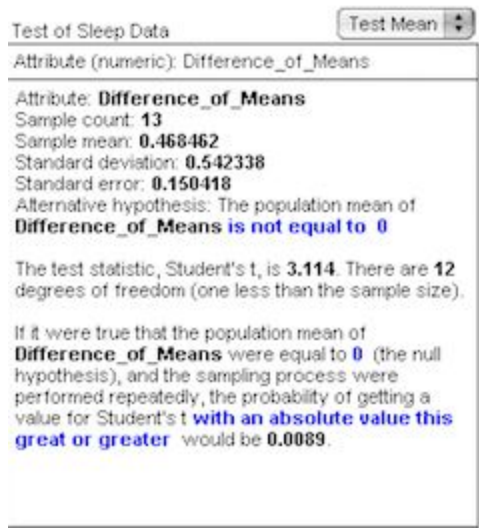 Test of Sleep Data
Test Mean
Attribute (numeric): Difference_of_Means
Attribute: Difference_of_Means
Sample count: 13
Sample mean: 0.468462
Standard deviation: 0.542338
Standard error: 0.150418
Alternative hypothesis: The population mean of
Difference_of_Means is not equal to 0
The test statistic, Student's t, is 3.114. There are 12
degrees of freedom (one less than the sample size).
If it were true that the population mean of
Difference_of_Means were equal to 0 (the null
hypothesis), and the sampling process were
performed repeatedly, the probability of getting a
value for Student's t with an absolute value this
great or greater would be 0.0089.